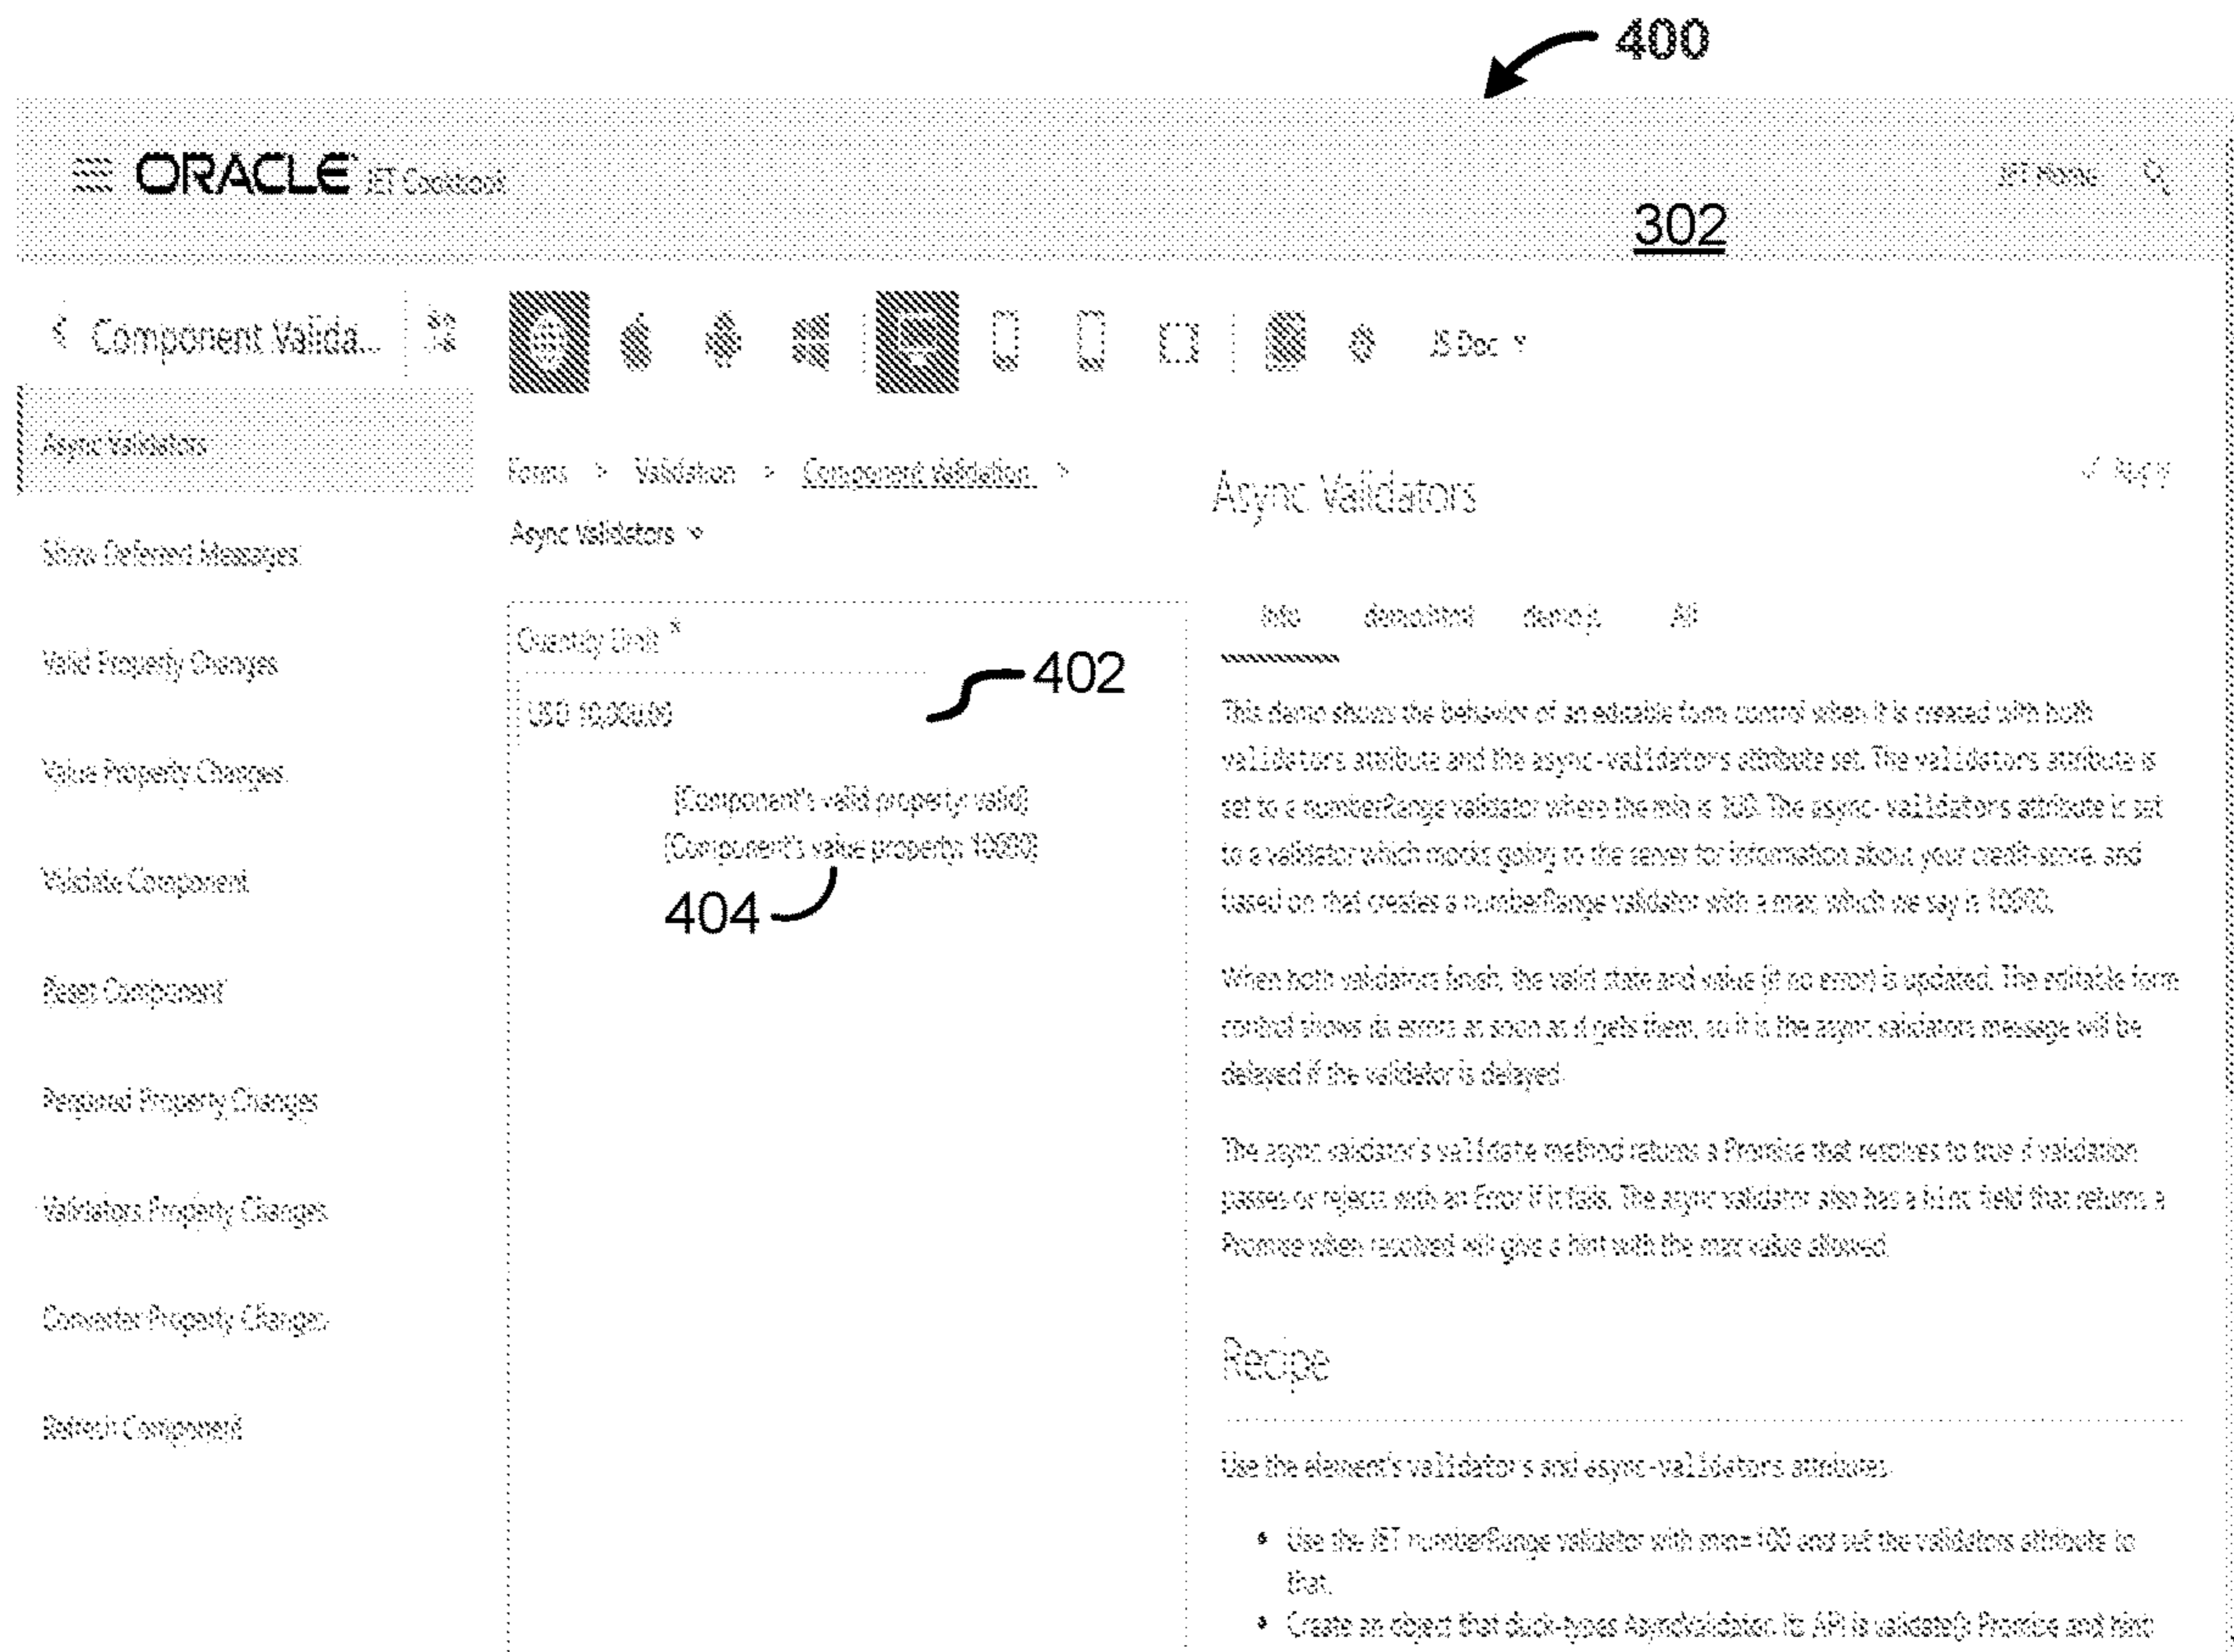 400
ORACLE JET Cookbook
JET Home
302
Component Valida...
JS Doc
Async Validators
Show Deferred Messages
Valid Property Changes
Value Property Changes
Validate Component
Reset Component
Required Property Changes
Validators Property Changes
Converter Property Changes
Refresh Component
Forms > Validation > Component Validation >
Async Validators
Quantity Limit *
402
USD 10,000.00
[Component's valid property: valid]
[Component's value property: 10000]
404
Async Validators
Info demo.html demo.js All
This demo shows the behavior of an editable form control when it is created with both
validators attribute and the async-validators attribute set. The validators attribute is
set to a numberRange validator where the min is 100. The async-validators attribute is set
to a validator which mocks going to the server for information about your credit-score, and
based on that creates a numberRange validator with a max, which we say is 10000.
When both validators finish, the valid state and value (if no error) is updated. The editable form
control shows its errors as soon as it gets them, so it is the async validators message will be
delayed if the validator is delayed.
The async validator's validate method returns a Promise that resolves to true if validation
passes or rejects with an Error if it fails. The async validator also has a hint field that returns a
Promise when resolved will give a hint with the max value allowed.
Recipe
Use the element's validators and async-validators attributes.
• Use the JET numberRange validator with min=100 and set the validators attribute to
that.
• Create an object that duck-types AsyncValidator. Its API is validate(): Promise and hint: